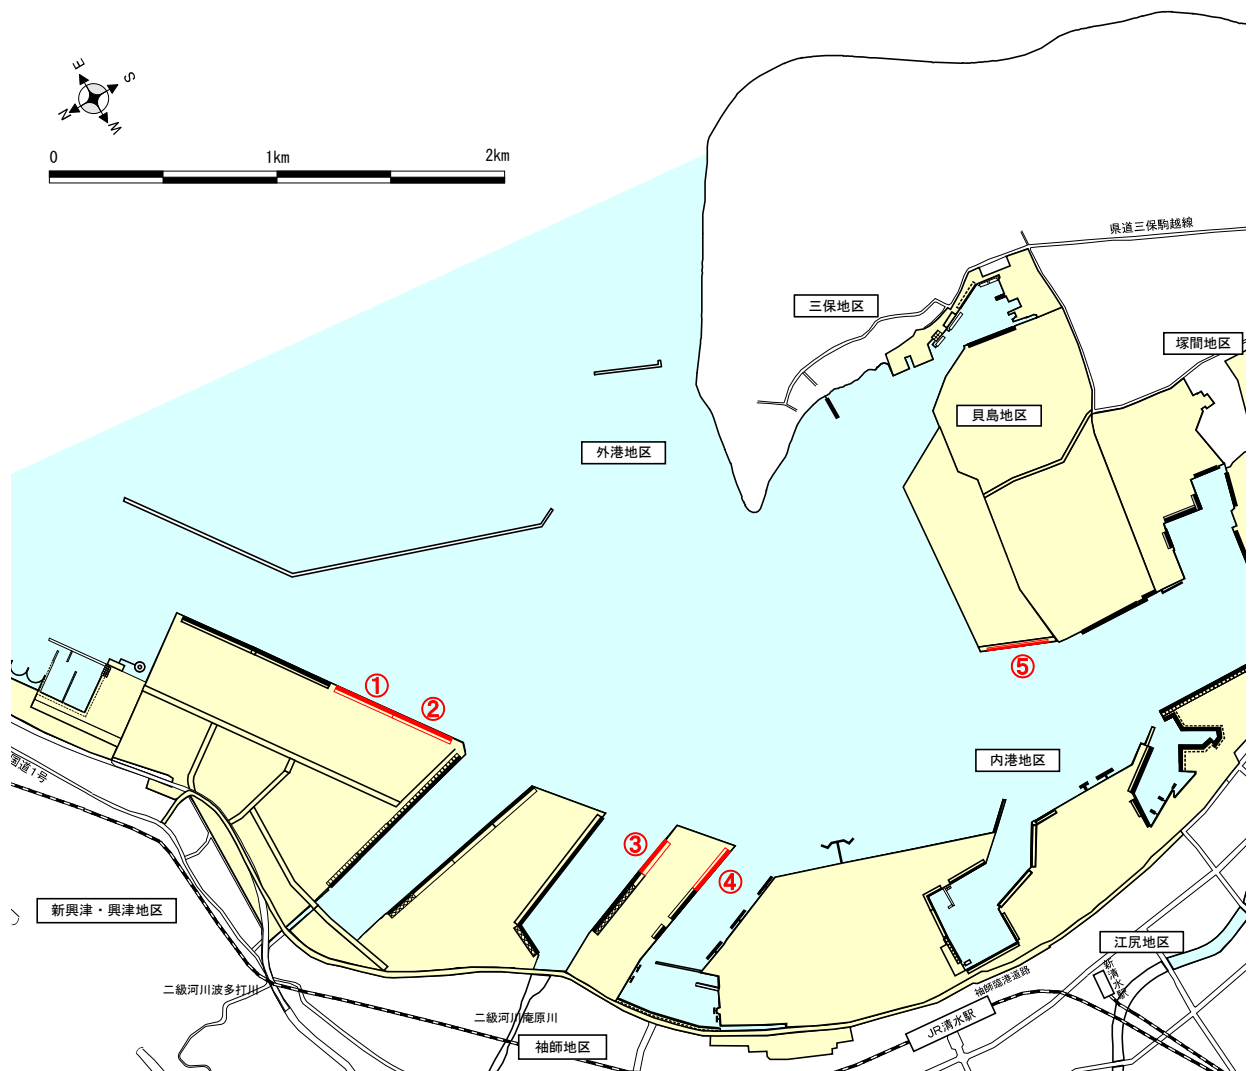 E
S
N
W
0
1km
2km
県道三保駒越線
三保地区
塚間地区
貝島地区
外港地区
⑤
①
②
内港地区
国道1号
③
④
新興津・興津地区
江尻地区
新清水駅
袖師臨港道路
二級河川波多打川
二級河川庵原川
JR清水駅
袖師地区